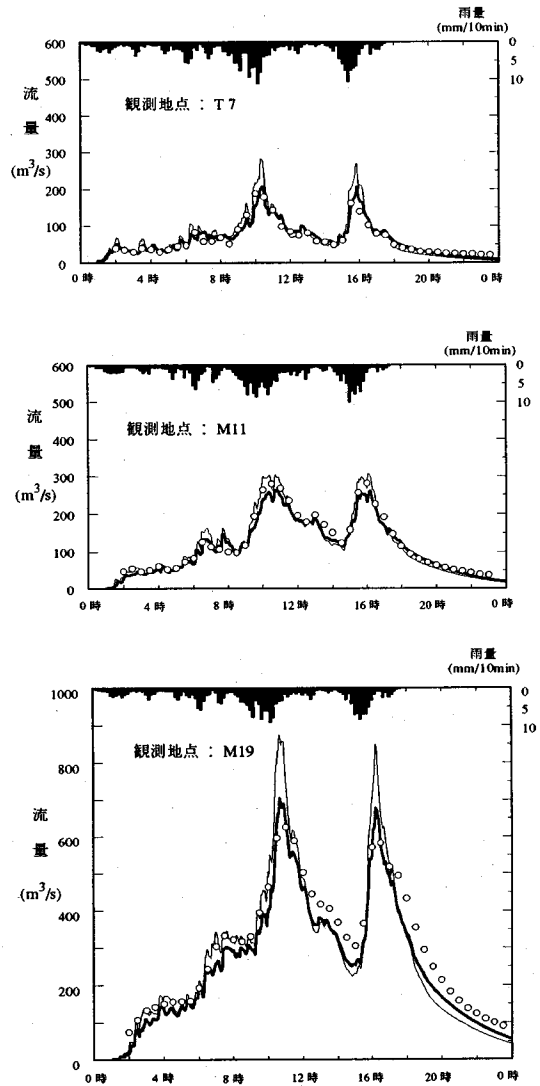 雨量
(mm/10min)
600
500
400
300
200
100
0
流
量
(m³/s)
0
5
10
観測地点 : T7
0時
4時
8時
12時
16時
20時
0時
雨量
(mm/10min)
600
500
400
300
200
100
0
流
量
(m³/s)
0
5
10
観測地点 : M11
0時
4時
8時
12時
16時
20時
0時
雨量
(mm/10min)
1000
800
600
400
200
0
流
量
(m³/s)
0
5
10
観測地点 : M19
0時
4時
8時
12時
16時
20時
0時